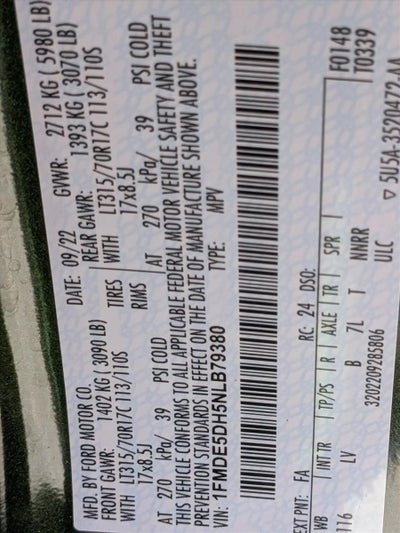 MFD. BY FORD MOTOR CO.
DATE: 09/22 GVWR: 2712 KG ( 5980 LB)
FRONT GAWR: 1402 KG ( 3090 LB) REAR GAWR: 1393 KG ( 3070 LB)
WITH LT315/70R17C 113/110S TIRES WITH LT315/70R17C 113/110S
17x8.5J RIMS 17x8.5J
AT 270 kPa/ 39 PSI COLD AT 270 kPa/ 39 PSI COLD
THIS VEHICLE CONFORMS TO ALL APPLICABLE FEDERAL MOTOR VEHICLE SAFETY AND THEFT
PREVENTION STANDARDS IN EFFECT ON THE DATE OF MANUFACTURE SHOWN ABOVE.
VIN: 1FMDE5DH5NLB79380 TYPE: MPV
EXT PNT: FA RC: 24 DSO: F0148
T0339
WB | INT TR | TP/PS | R | AXLE | TR | SPR |
116 LV B 7L T NNRR
3202209285806 ULC
▽ 5U5A-3520472-AA